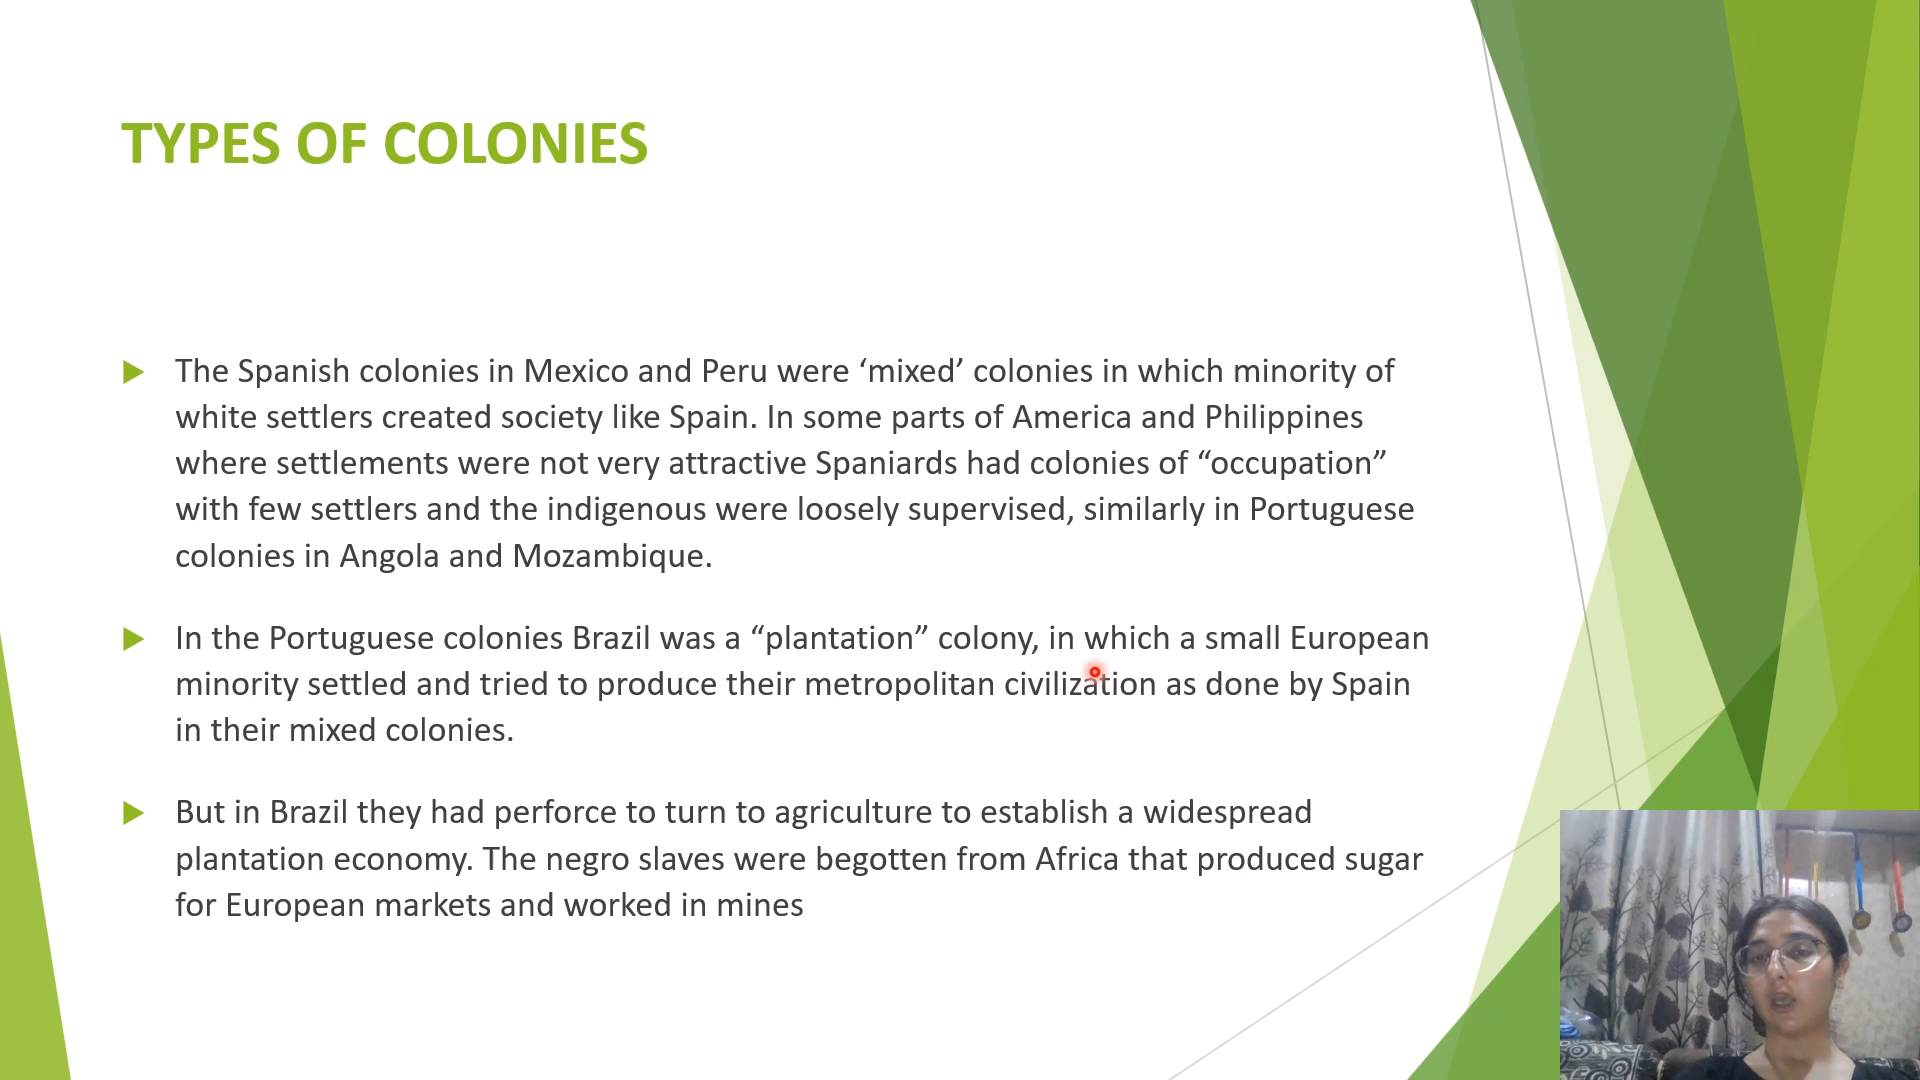 TYPES OF COLONIES
The Spanish colonies in Mexico and Peru were ‘mixed’ colonies in which minority of
white settlers created society like Spain. In some parts of America and Philippines
where settlements were not very attractive Spaniards had colonies of “occupation”
with few settlers and the indigenous were loosely supervised, similarly in Portuguese
colonies in Angola and Mozambique.
In the Portuguese colonies Brazil was a “plantation” colony, in which a small European
minority settled and tried to produce their metropolitan civilization as done by Spain
in their mixed colonies.
But in Brazil they had perforce to turn to agriculture to establish a widespread
plantation economy. The negro slaves were begotten from Africa that produced sugar
for European markets and worked in mines